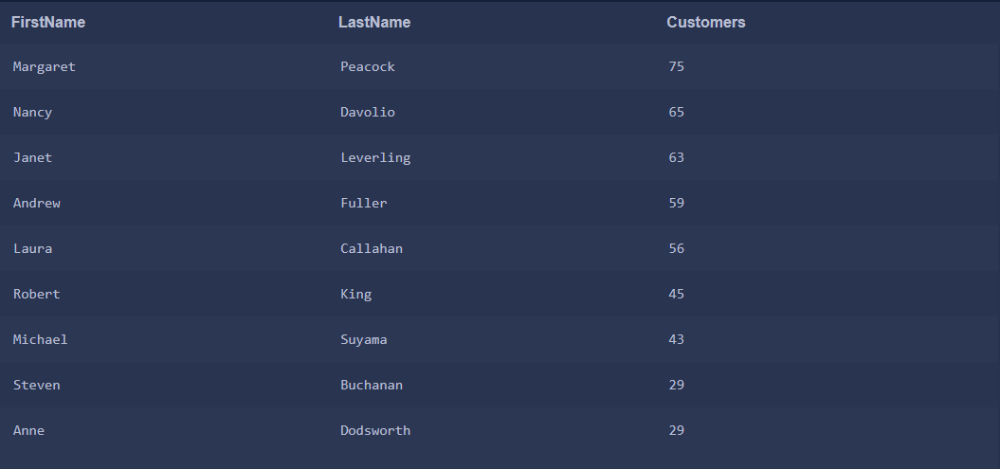 FirstName LastName Customers
Margaret Peacock 75
Nancy Davolio 65
Janet Leverling 63
Andrew Fuller 59
Laura Callahan 56
Robert King 45
Michael Suyama 43
Steven Buchanan 29
Anne Dodsworth 29